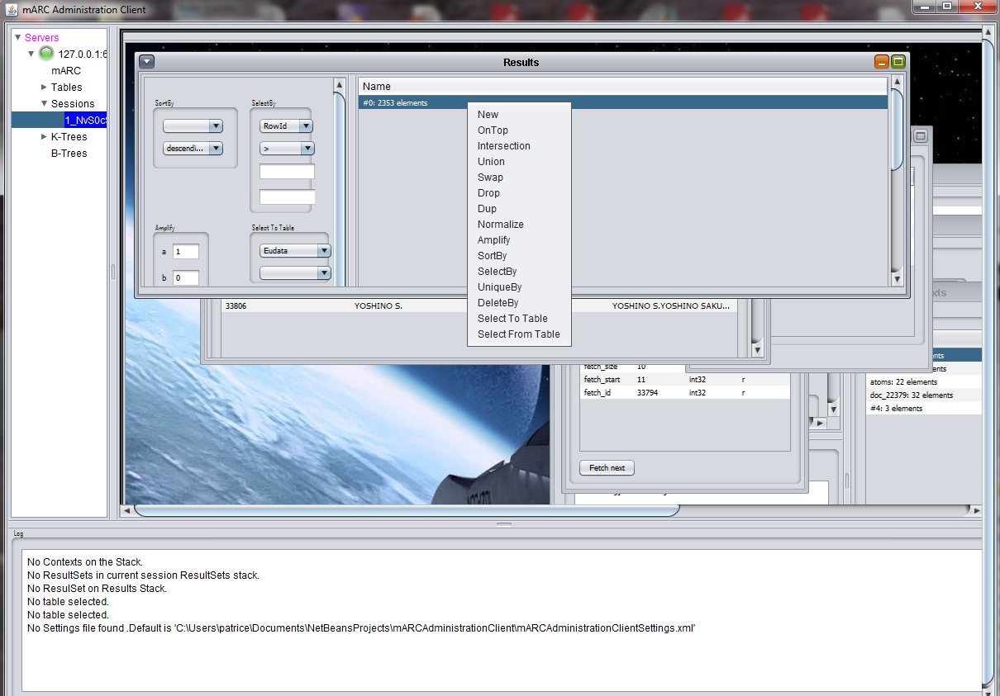 mARC Administration Client
Servers
127.0.0.1:6
mARC
Tables
Sessions
1_NvS0c
K-Trees
B-Trees
Results
SortBy
descendi...
SelectBy
RowId
>
Amplify
a 1
b 0
Select To Table
Eudata
Name
#0: 2353 elements
New
OnTop
Intersection
Union
Swap
Drop
Dup
Normalize
Amplify
SortBy
SelectBy
UniqueBy
DeleteBy
Select To Table
Select From Table
33806 YOSHINO S. YOSHINO S.YOSHINO SAKU...
fetch_size 10
fetch_start 11 int32 r
fetch_id 33794 int32 r
Fetch next
xts
ents
ents
atoms: 22 elements
doc_22379: 32 elements
#4: 3 elements
Log
No Contexts on the Stack.
No ResultSets in current session ResultSets stack.
No ResulSet on Results Stack.
No table selected.
No table selected.
No Settings file found .Default is 'C:\Users\patrice\Documents\NetBeansProjects\mARCAdministrationClient\mARCAdministrationClientSettings.xml'